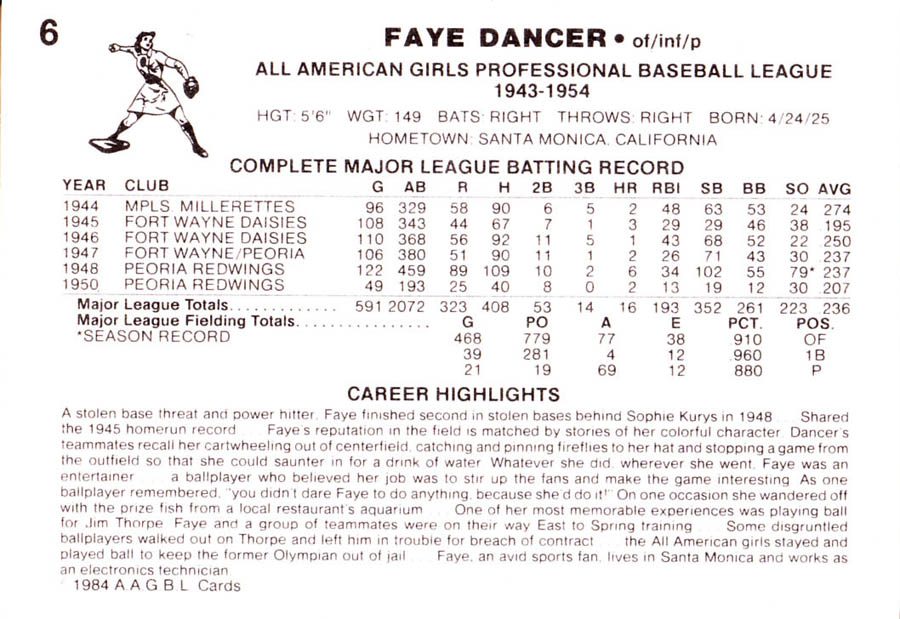 6
FAYE DANCER • of/inf/p
ALL AMERICAN GIRLS PROFESSIONAL BASEBALL LEAGUE
1943-1954
HGT: 5'6" WGT: 149 BATS: RIGHT THROWS: RIGHT BORN: 4/24/25
HOMETOWN: SANTA MONICA, CALIFORNIA
COMPLETE MAJOR LEAGUE BATTING RECORD
YEAR CLUB G AB R H 2B 3B HR RBI SB BB SO AVG
1944 MPLS. MILLERETTES 96 329 58 90 6 5 2 48 63 53 24 .274
1945 FORT WAYNE DAISIES 108 343 44 67 7 1 3 29 29 46 38 .195
1946 FORT WAYNE DAISIES 110 368 56 92 11 5 1 43 68 52 22 .250
1947 FORT WAYNE/PEORIA 106 380 51 90 11 1 2 26 71 43 30 .237
1948 PEORIA REDWINGS 122 459 89 109 10 2 6 34 102 55 79* .237
1950 PEORIA REDWINGS 49 193 25 40 8 0 2 13 19 12 30 .207
Major League Totals............. 591 2072 323 408 53 14 16 193 352 261 223 .236
Major League Fielding Totals................ G PO A E PCT. POS.
*SEASON RECORD 468 779 77 38 .910 OF
39 281 4 12 .960 1B
21 19 69 12 880 P
CAREER HIGHLIGHTS
A stolen base threat and power hitter, Faye finished second in stolen bases behind Sophie Kurys in 1948 ... Shared
the 1945 homerun record ... Faye's reputation in the field is matched by stories of her colorful character. Dancer's
teammates recall her cartwheeling out of centerfield, catching and pinning fireflies to her hat and stopping a game from
the outfield so that she could saunter in for a drink of water. Whatever she did, wherever she went, Faye was an
entertainer ... a ballplayer who believed her job was to stir up the fans and make the game interesting. As one
ballplayer remembered, "you didn't dare Faye to do anything, because she'd do it!" On one occasion she wandered off
with the prize fish from a local restaurant's aquarium ... One of her most memorable experiences was playing ball
for Jim Thorpe. Faye and a group of teammates were on their way East to Spring training ... Some disgruntled
ballplayers walked out on Thorpe and left him in trouble for breach of contract ... the All American girls stayed and
played ball to keep the former Olympian out of jail ... Faye, an avid sports fan, lives in Santa Monica and works as
an electronics technician.
1984 A.A.G.B.L. Cards